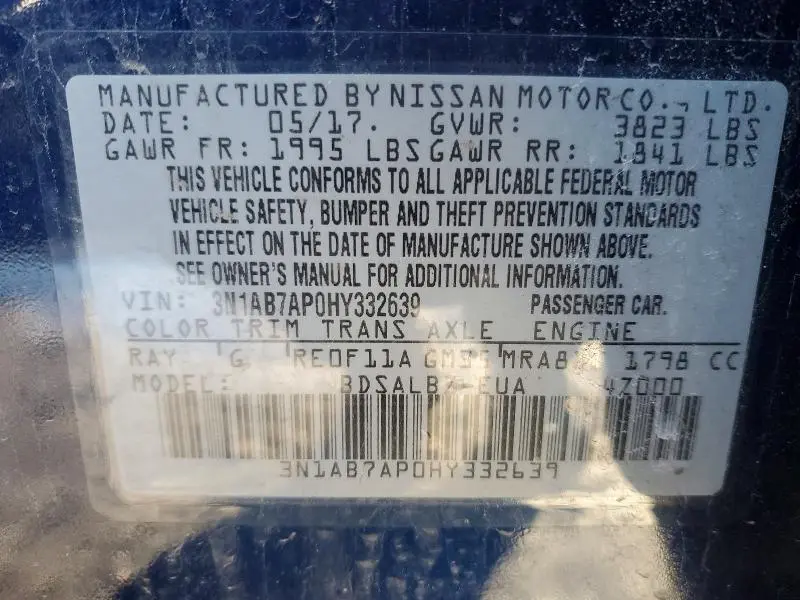 MANUFACTURED BY NISSAN MOTOR CO., LTD.
DATE: 05/17. GVWR: 3823 LBS
GAWR FR: 1995 LBS GAWR RR: 1841 LBS
THIS VEHICLE CONFORMS TO ALL APPLICABLE FEDERAL MOTOR
VEHICLE SAFETY, BUMPER AND THEFT PREVENTION STANDARDS
IN EFFECT ON THE DATE OF MANUFACTURE SHOWN ABOVE.
SEE OWNER'S MANUAL FOR ADDITIONAL INFORMATION.
VIN: 3N1AB7AP0HY332639 PASSENGER CAR.
COLOR TRIM TRANS AXLE ENGINE
RAY G RE0F11A 1798 CC
MODEL:
3N1AB7AP0HY332639